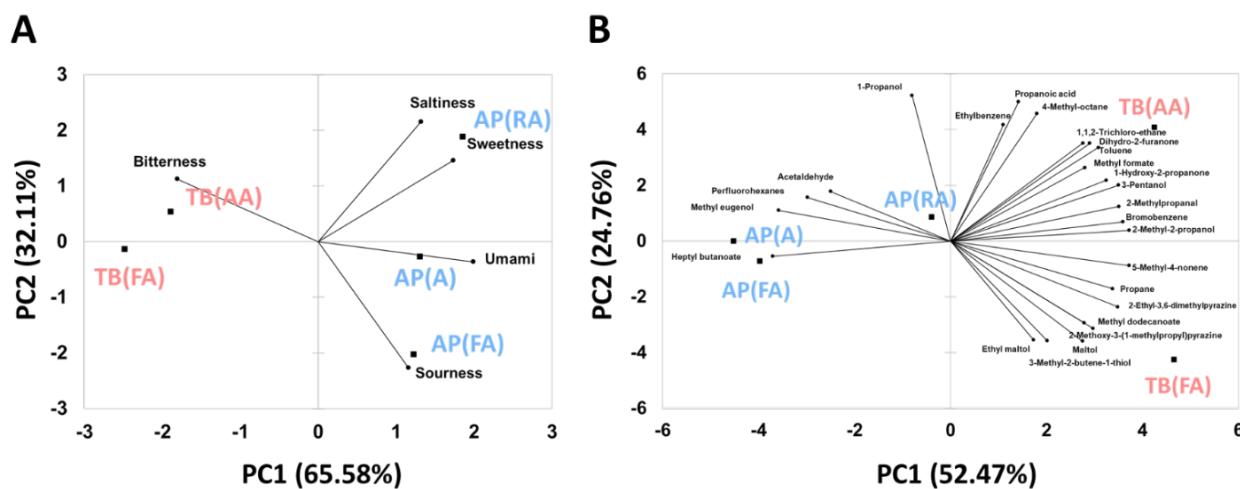 A
PC2 (32.11%)
3
2
1
0
-1
-2
-3
Saltiness
AP(RA)
Sweetness
Bitterness
TB(AA)
TB(FA)
AP(A)
Umami
AP(FA)
Sourness
-3 -2 -1 0 1 2 3
PC1 (65.58%)
B
PC2 (24.76%)
6
4
2
0
-2
-4
-6
1-Propanol
Propanoic acid
4-Methyl-octane
Ethylbenzene
TB(AA)
1,1,2-Trichloro-ethane
Dihydro-2-furanone
Toluene
Methyl formate
1-Hydroxy-2-propanone
3-Pentanol
Acetaldehyde
Perfluorohexanes
Methyl eugenol
AP(RA)
2-Methylpropanal
Bromobenzene
2-Methyl-2-propanol
AP(A)
Heptyl butanoate
AP(FA)
5-Methyl-4-nonene
Propane
2-Ethyl-3,6-dimethylpyrazine
Methyl dodecanoate
2-Methoxy-3-(1-methylpropyl)pyrazine
Ethyl maltol
Maltol
3-Methyl-2-butene-1-thiol
TB(FA)
-6 -4 -2 0 2 4 6
PC1 (52.47%)